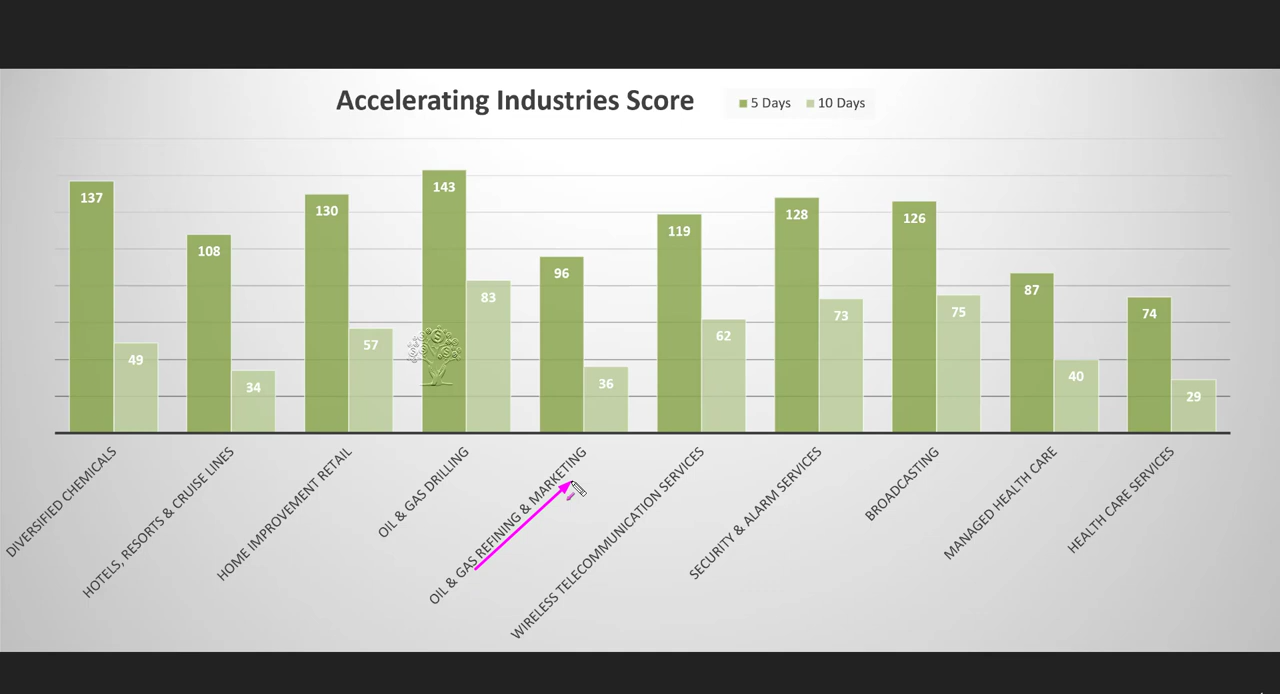 Accelerating Industries Score
5 Days
10 Days
137
49
108
34
130
57
143
83
96
36
119
62
128
73
126
75
87
40
74
29
DIVERSIFIED CHEMICALS
HOTELS, RESORTS & CRUISE LINES
HOME IMPROVEMENT RETAIL
OIL & GAS DRILLING
OIL & GAS REFINING & MARKETING
WIRELESS TELECOMMUNICATION SERVICES
SECURITY & ALARM SERVICES
BROADCASTING
MANAGED HEALTH CARE
HEALTH CARE SERVICES